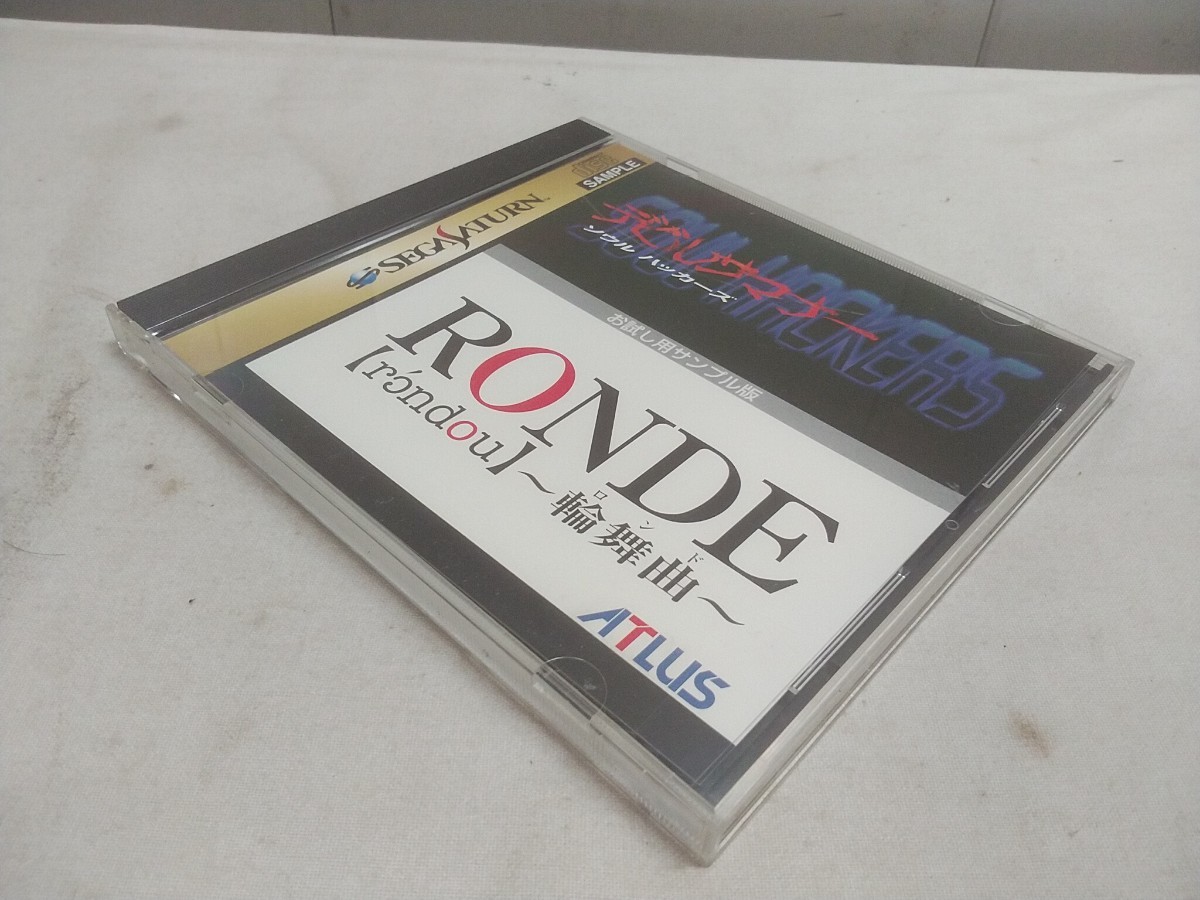 SEGA SATURN™
SAMPLE
SOUL HACKERS
デビルサマナー
ソウル ハッカーズ
お試し用サンプル版
RONDE
【rɔ́ndou】～輪舞曲～
ロンド
ATLUS